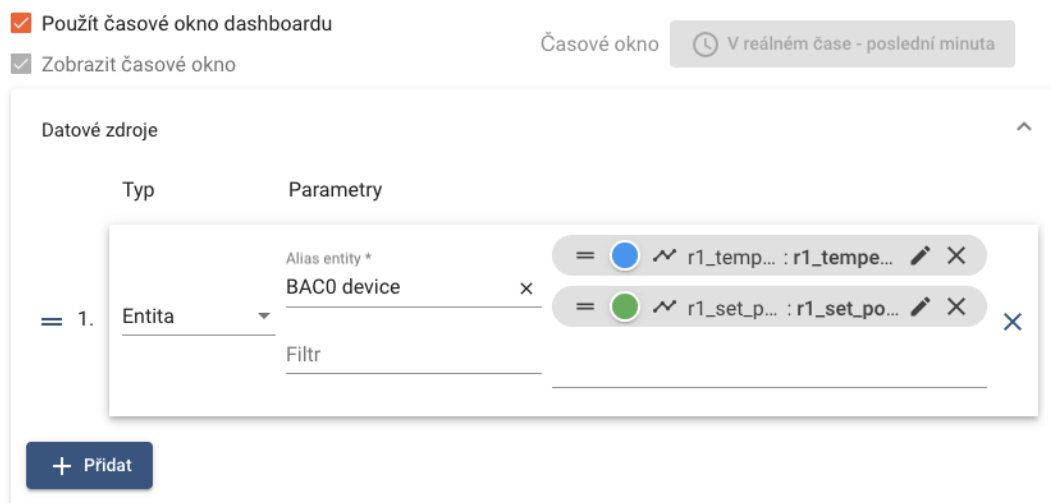 Použít časové okno dashboardu
Časové okno
V reálném čase - poslední minuta
Zobrazit časové okno
Datové zdroje
Typ
Parametry
1.
Entita
Alias entity *
BAC0 device
Filtr
r1_temp... : r1_tempe...
r1_set_p... : r1_set_po...
Přidat